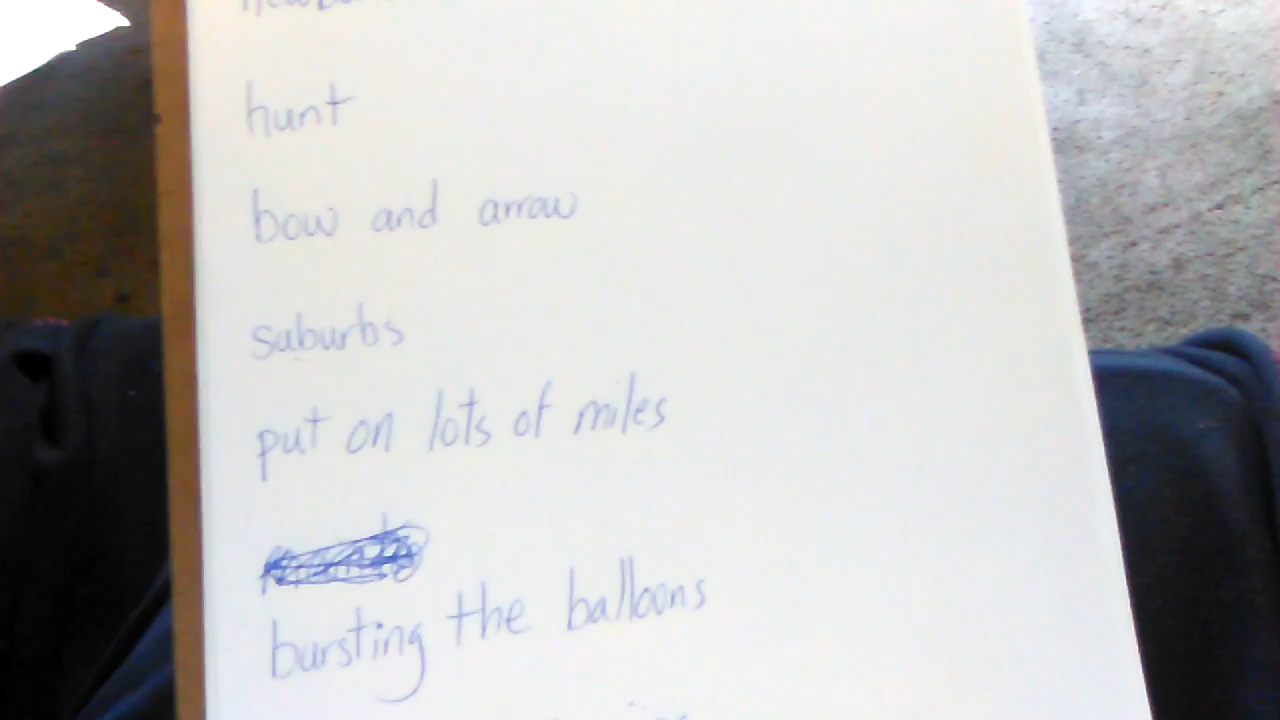 hunt
bow and arrow
suburbs
put on lots of miles
bursting the balloons